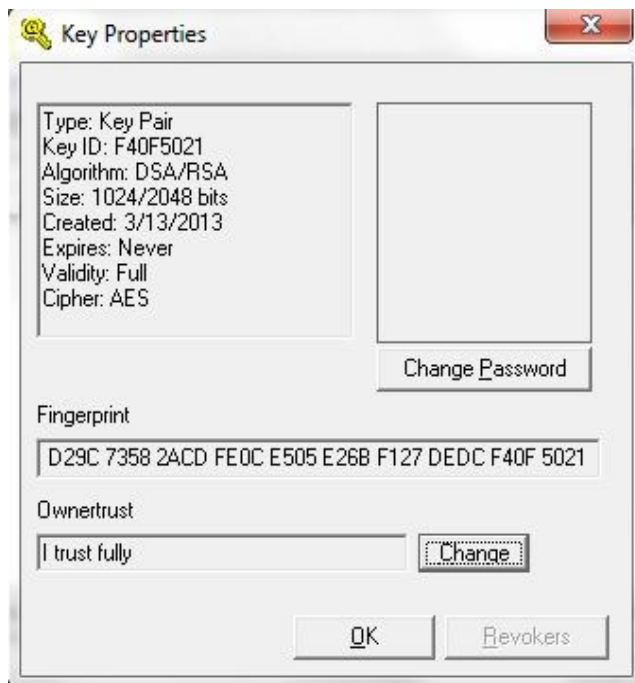 Key Properties
Type: Key Pair
Key ID: F40F5021
Algorithm: DSA/RSA
Size: 1024/2048 bits
Created: 3/13/2013
Expires: Never
Validity: Full
Cipher: AES
Change Password
Fingerprint
D29C 7358 2ACD FE0C E505 E26B F127 DEDC F40F 5021
Ownertrust
I trust fully
Change
OK
Revokers